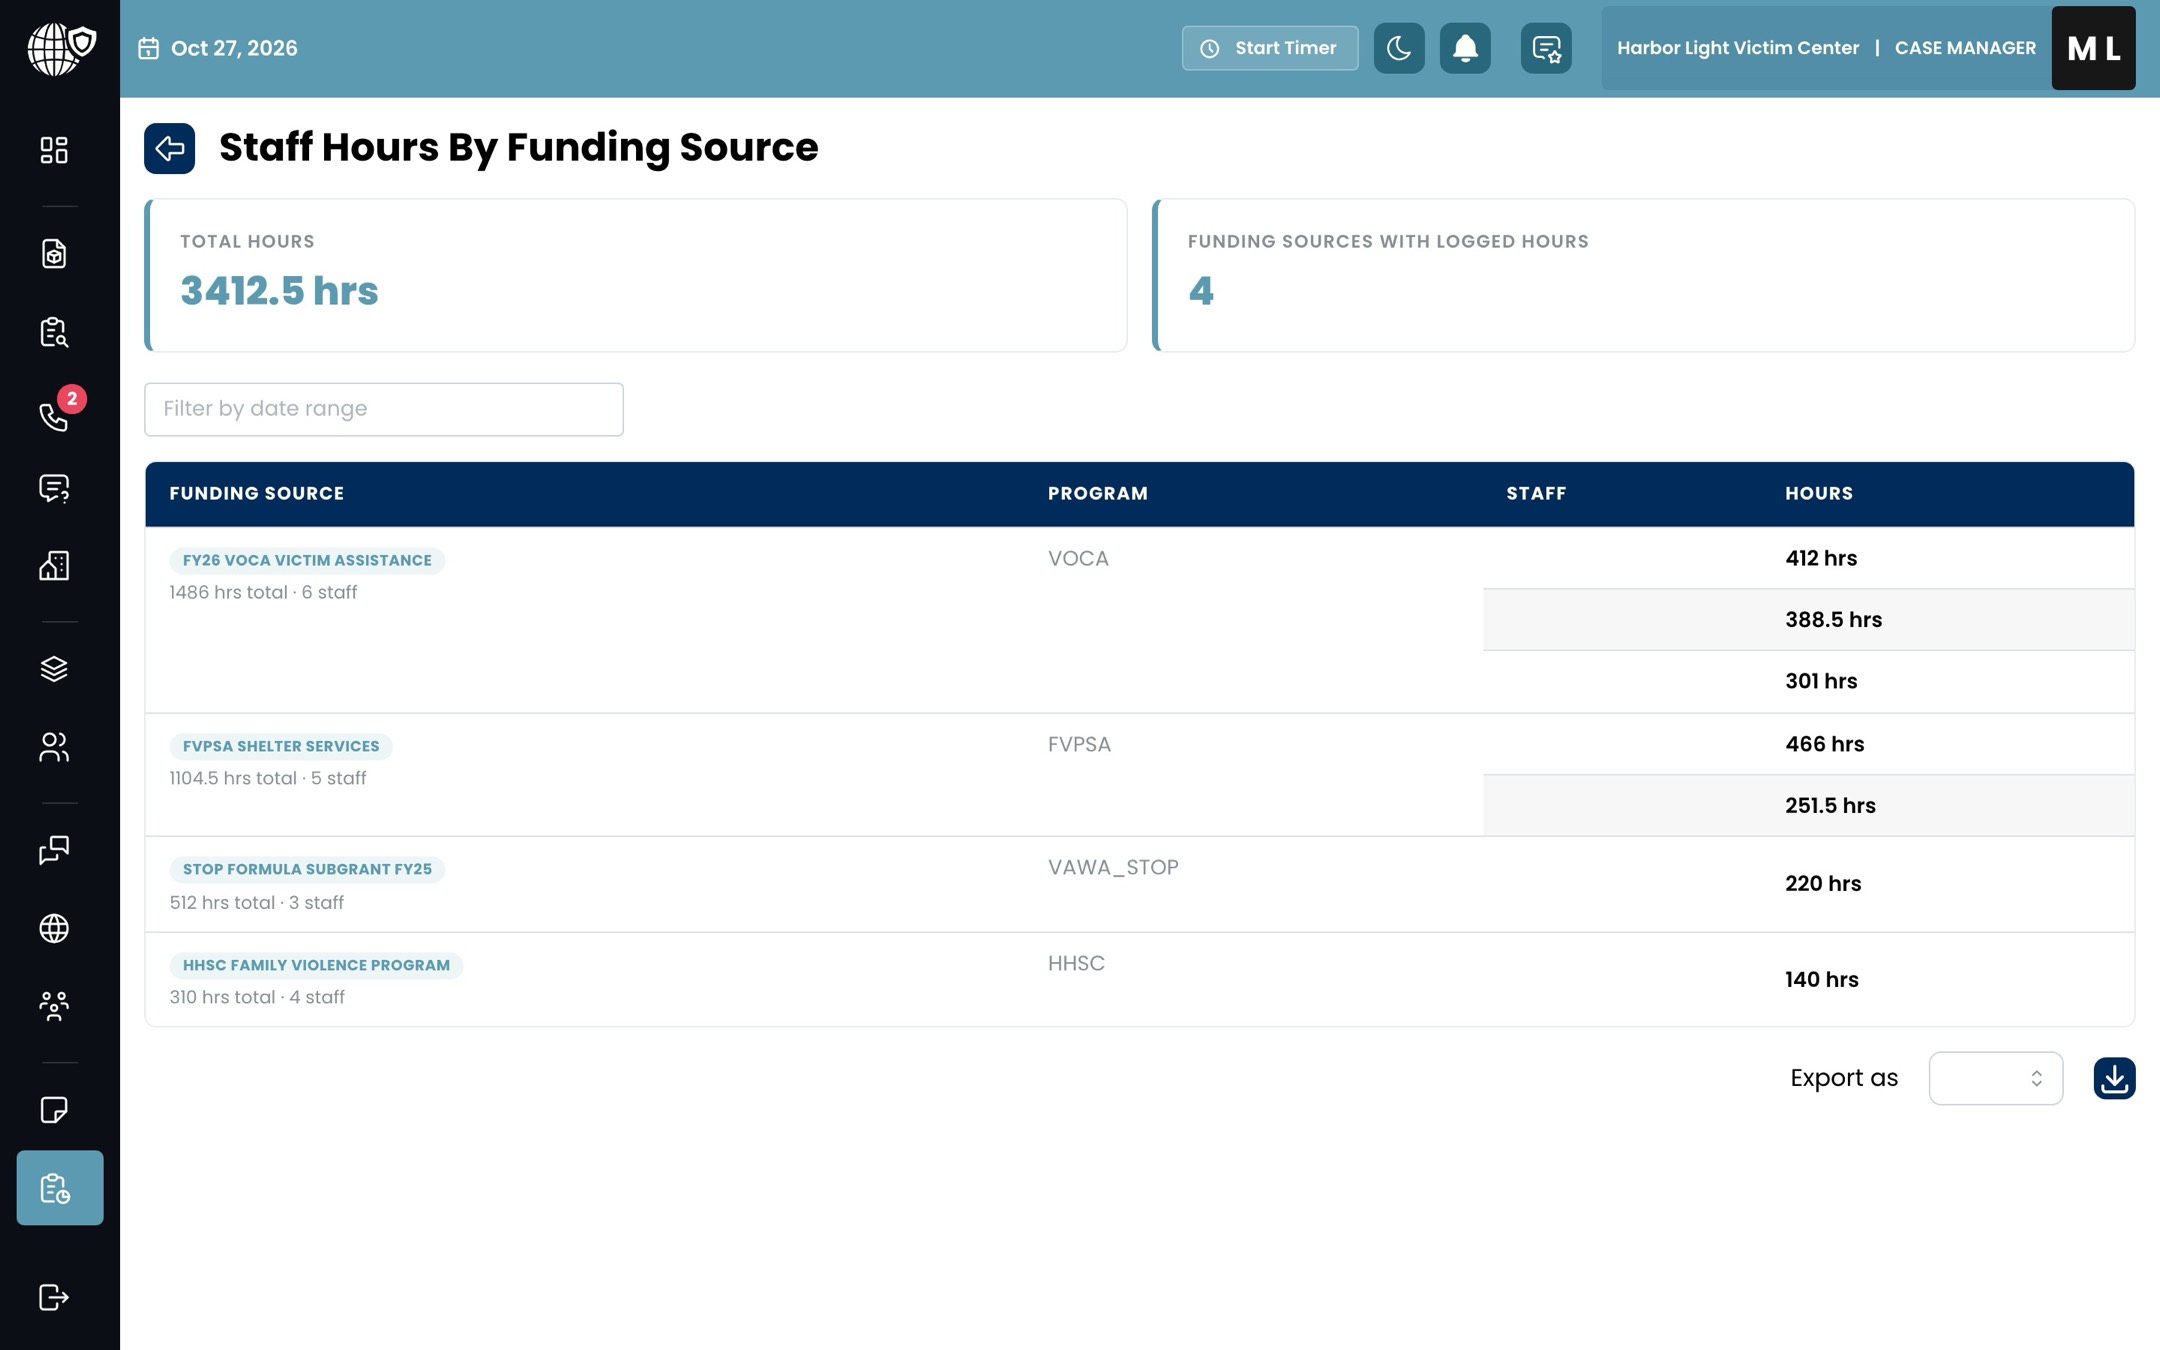 Oct 27, 2026
Start Timer
Harbor Light Victim Center | CASE MANAGER
M L
2
Staff Hours By Funding Source
TOTAL HOURS
3412.5 hrs
FUNDING SOURCES WITH LOGGED HOURS
4
Filter by date range
FUNDING SOURCE PROGRAM STAFF HOURS
FY26 VOCA VICTIM ASSISTANCE VOCA 412 hrs
1486 hrs total · 6 staff
388.5 hrs
301 hrs
FVPSA SHELTER SERVICES FVPSA 466 hrs
1104.5 hrs total · 5 staff
251.5 hrs
STOP FORMULA SUBGRANT FY25 VAWA_STOP 220 hrs
512 hrs total · 3 staff
HHSC FAMILY VIOLENCE PROGRAM HHSC 140 hrs
310 hrs total · 4 staff
Export as